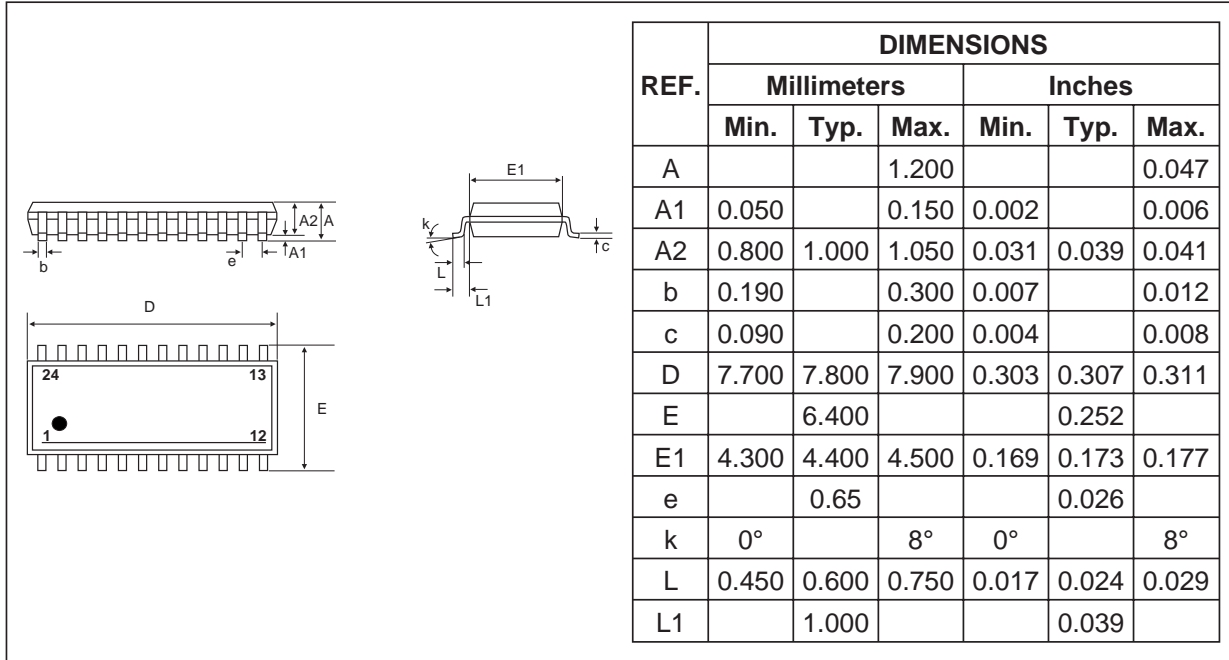 A2 A
A1
b
e
E1
k
c
L
L1
D
24 13
E
1 12
DIMENSIONS
REF. Millimeters Inches
Min. Typ. Max. Min. Typ. Max.
A 1.200 0.047
A1 0.050 0.150 0.002 0.006
A2 0.800 1.000 1.050 0.031 0.039 0.041
b 0.190 0.300 0.007 0.012
c 0.090 0.200 0.004 0.008
D 7.700 7.800 7.900 0.303 0.307 0.311
E 6.400 0.252
E1 4.300 4.400 4.500 0.169 0.173 0.177
e 0.65 0.026
k 0° 8° 0° 8°
L 0.450 0.600 0.750 0.017 0.024 0.029
L1 1.000 0.039